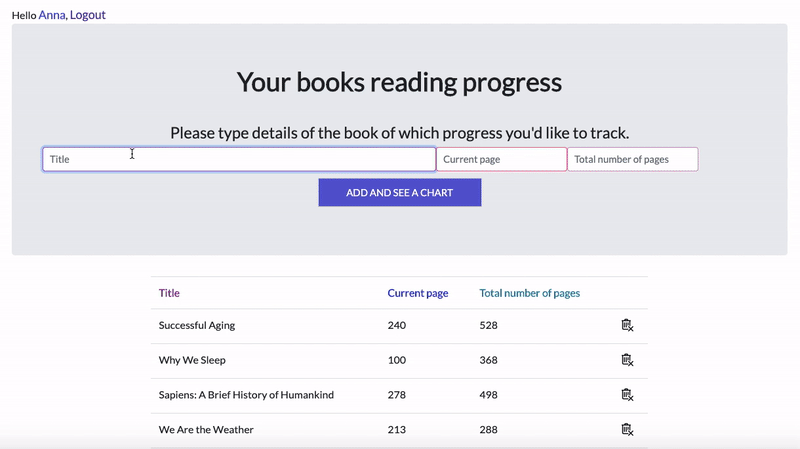 Hello Anna, Logout
Your books reading progress
Please type details of the book of which progress you'd like to track.
Title Current page Total number of pages
ADD AND SEE A CHART
Title Current page Total number of pages
Successful Aging 240 528
Why We Sleep 100 368
Sapiens: A Brief History of Humankind 278 498
We Are the Weather 213 288